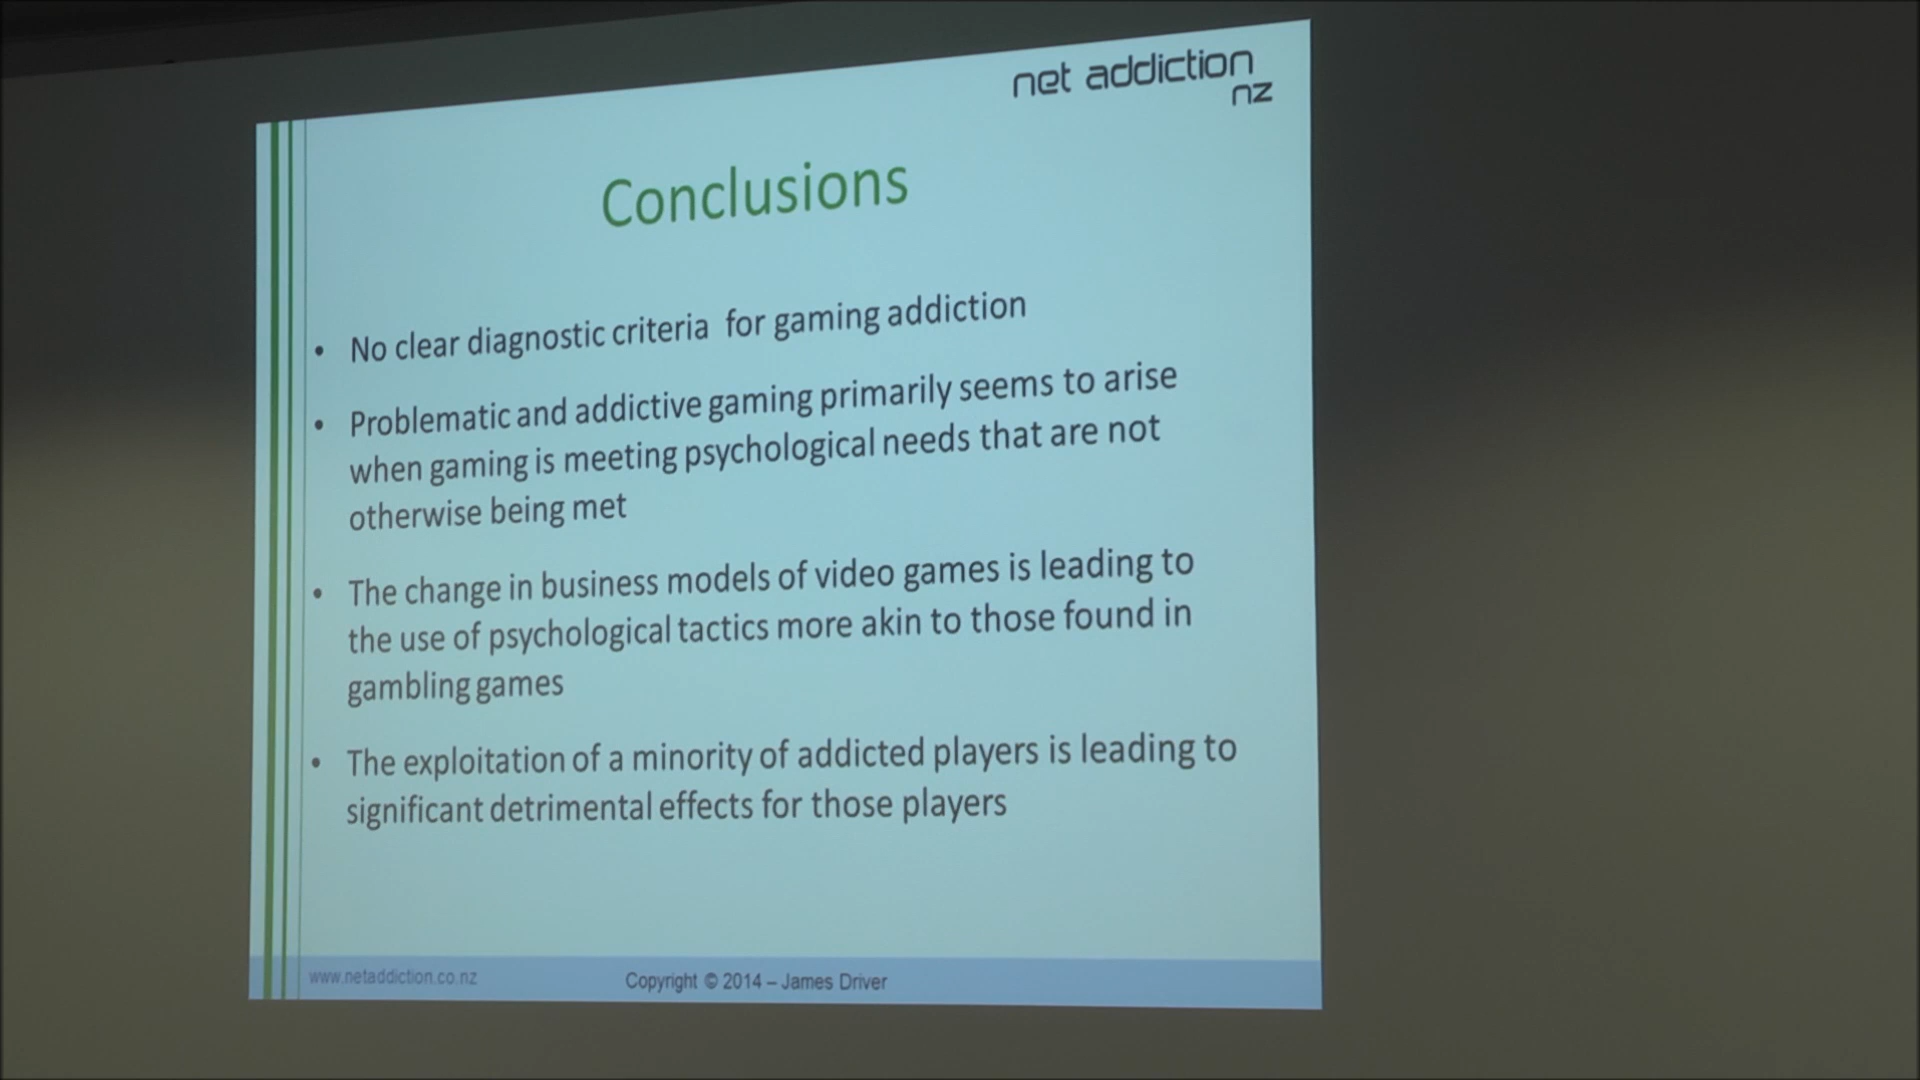 net addiction
nz
Conclusions
• No clear diagnostic criteria for gaming addiction
• Problematic and addictive gaming primarily seems to arise
when gaming is meeting psychological needs that are not
otherwise being met
• The change in business models of video games is leading to
the use of psychological tactics more akin to those found in
gambling games
• The exploitation of a minority of addicted players is leading to
significant detrimental effects for those players
www.netaddiction.co.nz
Copyright © 2014 – James Driver